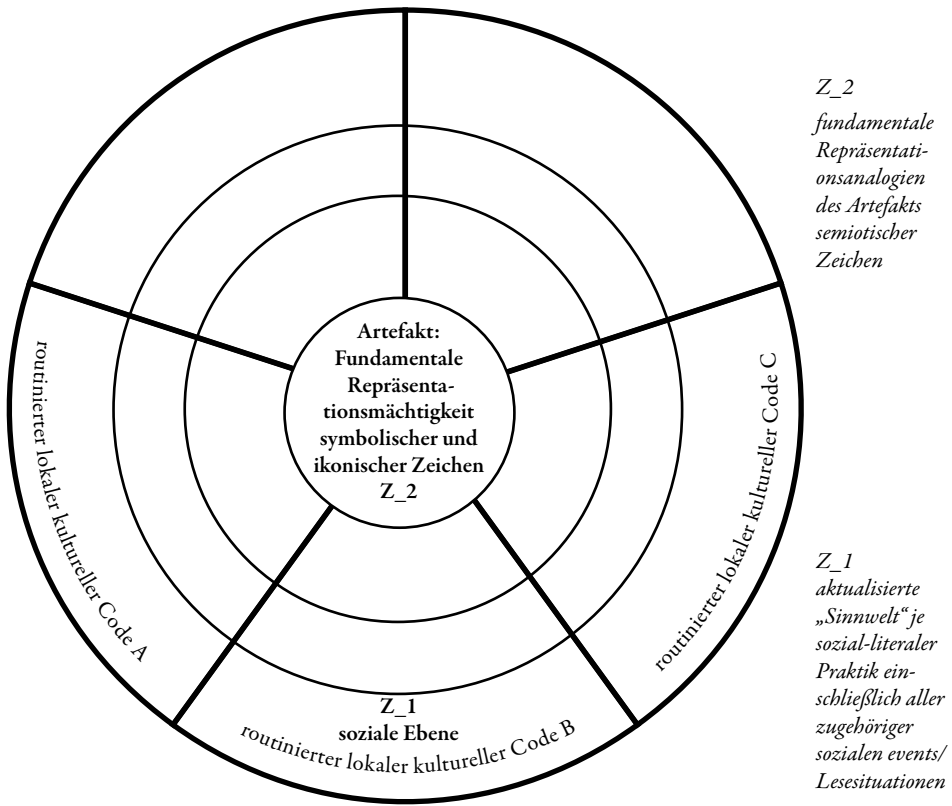 Artefakt:
Fundamentale
Repräsenta-
tionsmächtigkeit
symbolischer und
ikonischer Zeichen
Z_2
routinierter lokaler kultureller Code A
Z_1
soziale Ebene
routinierter lokaler kultureller Code B
routinierter lokaler kultureller Code C
Z_2
fundamentale
Repräsentati-
onsanalogien
des Artefakts
semiotischer
Zeichen
Z_1
aktualisierte
„Sinnwelt“ je
sozial-literaler
Praktik ein-
schließlich aller
zugehöriger
sozialen events/
Lesesituationen